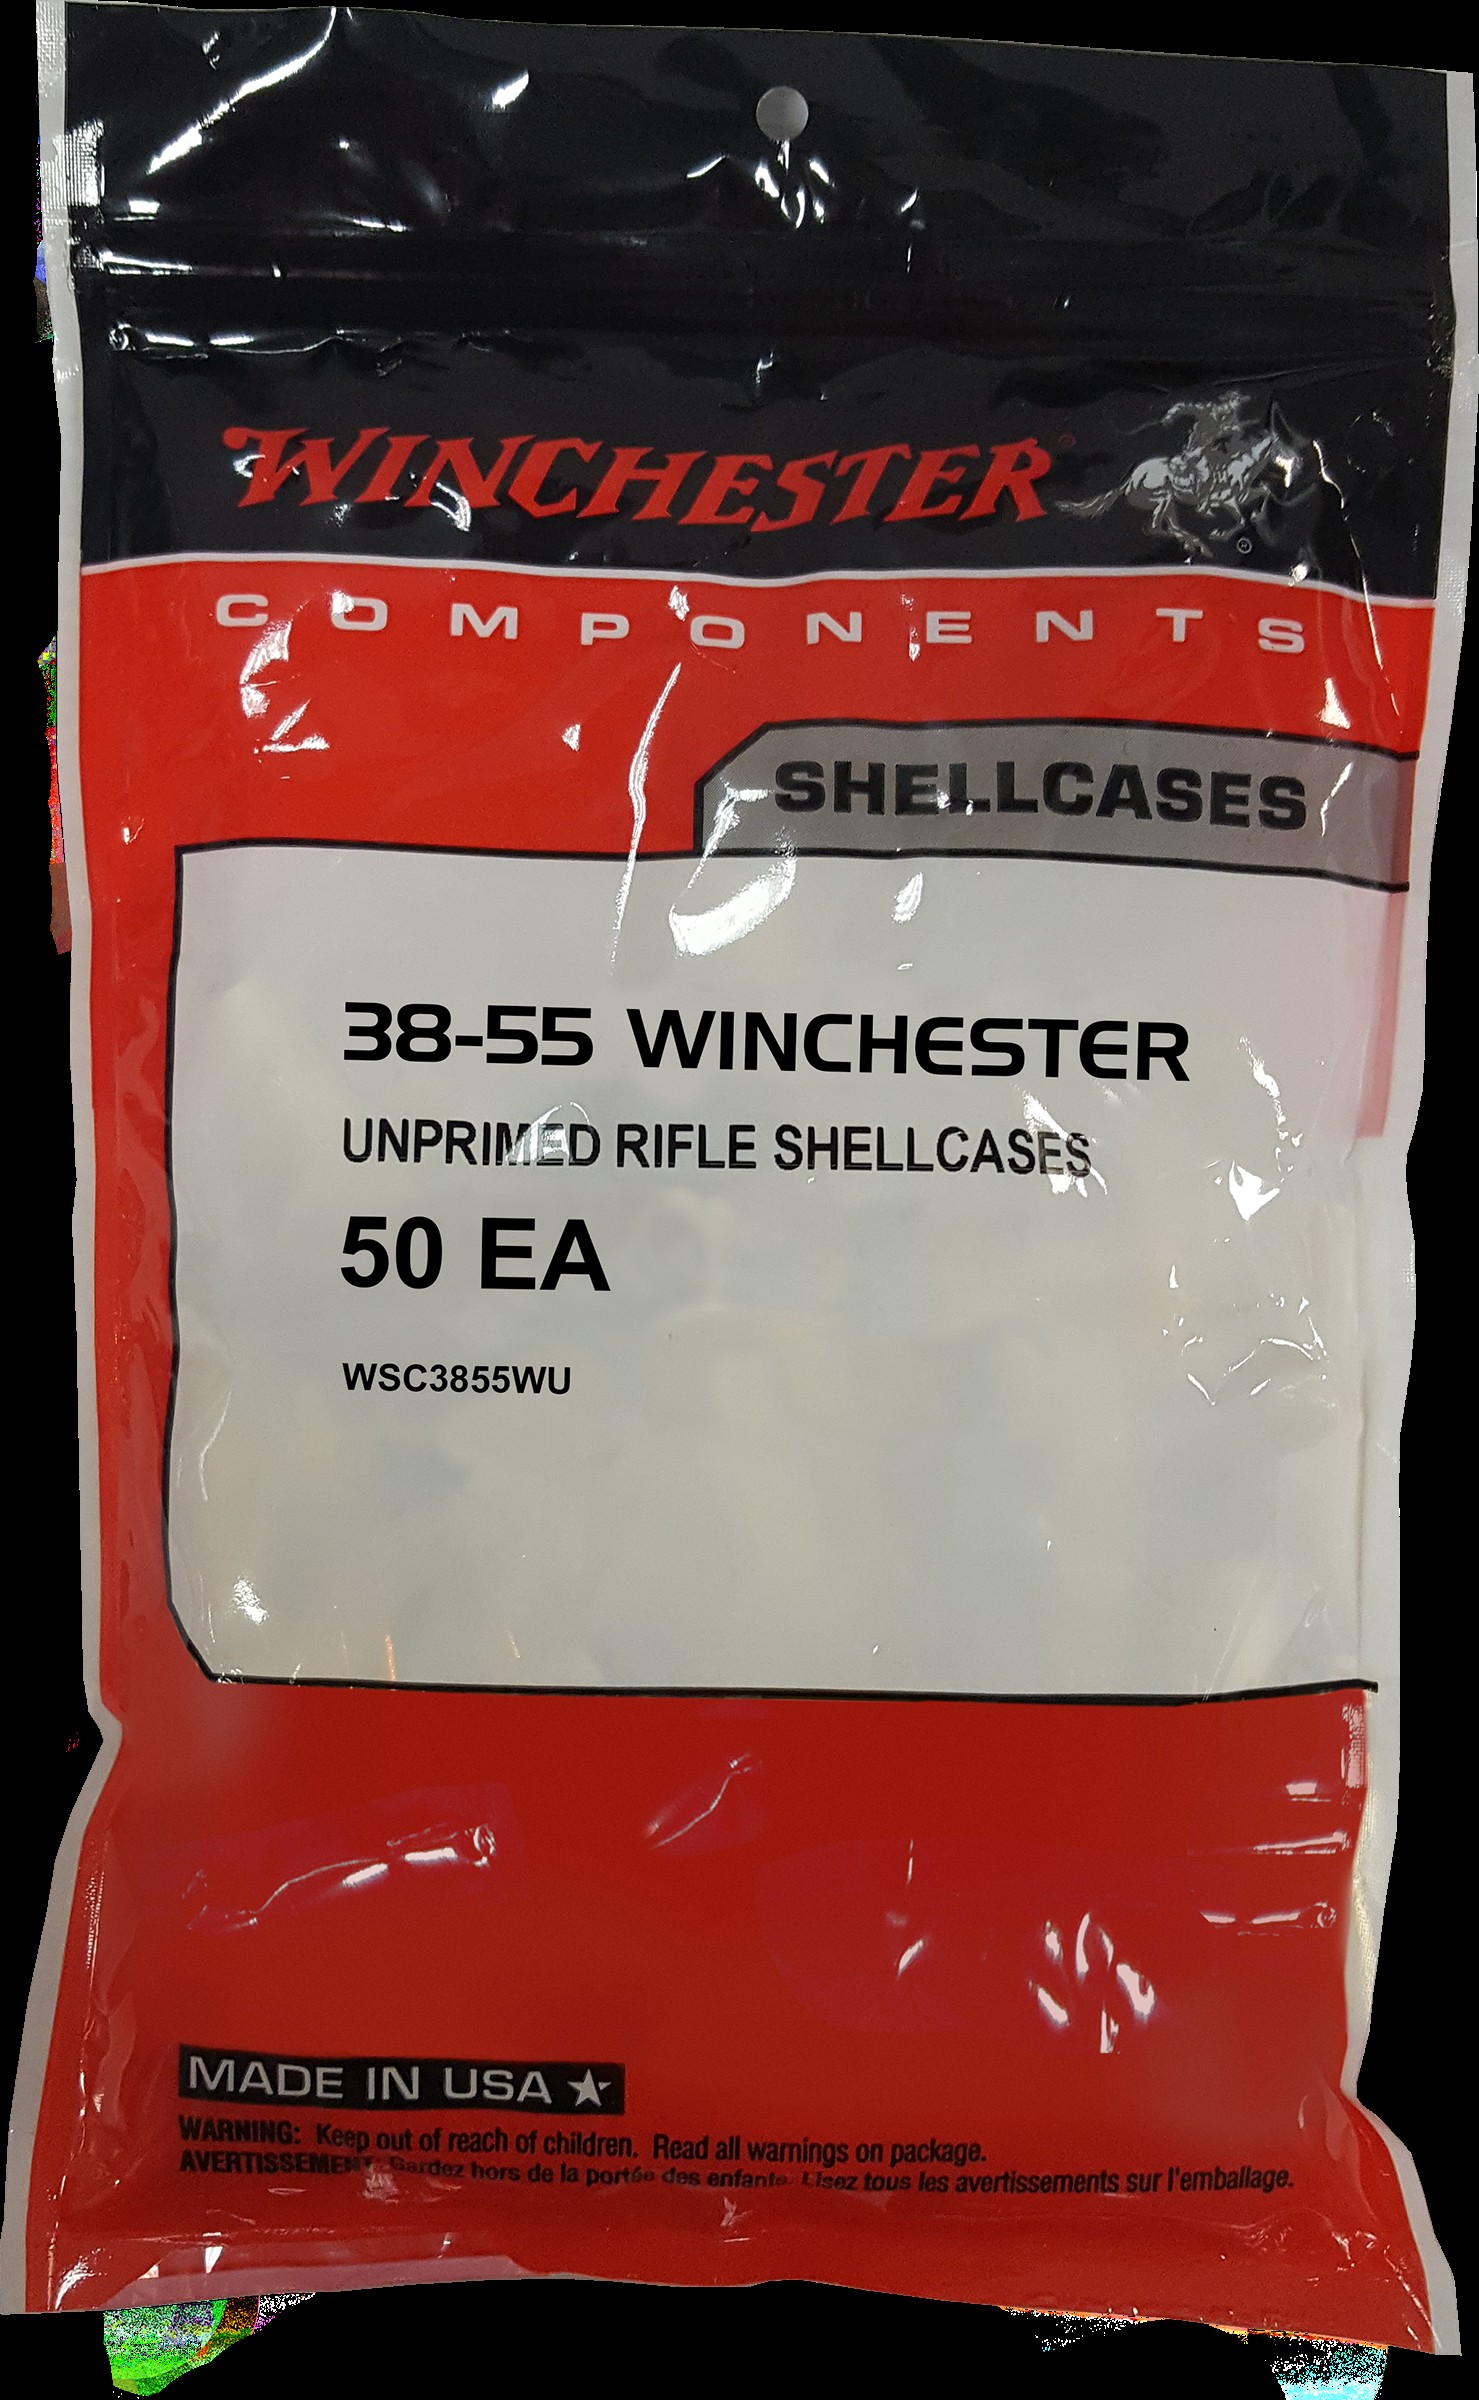 WINCHESTER®
COMPONENTS
SHELLCASES
38-55 WINCHESTER
UNPRIMED RIFLE SHELLCASES
50 EA
WSC3855WU
MADE IN USA ★
WARNING: Keep out of reach of children. Read all warnings on package.
AVERTISSEMENT: Gardez hors de la portée des enfants. Lisez tous les avertissements sur l'emballage.